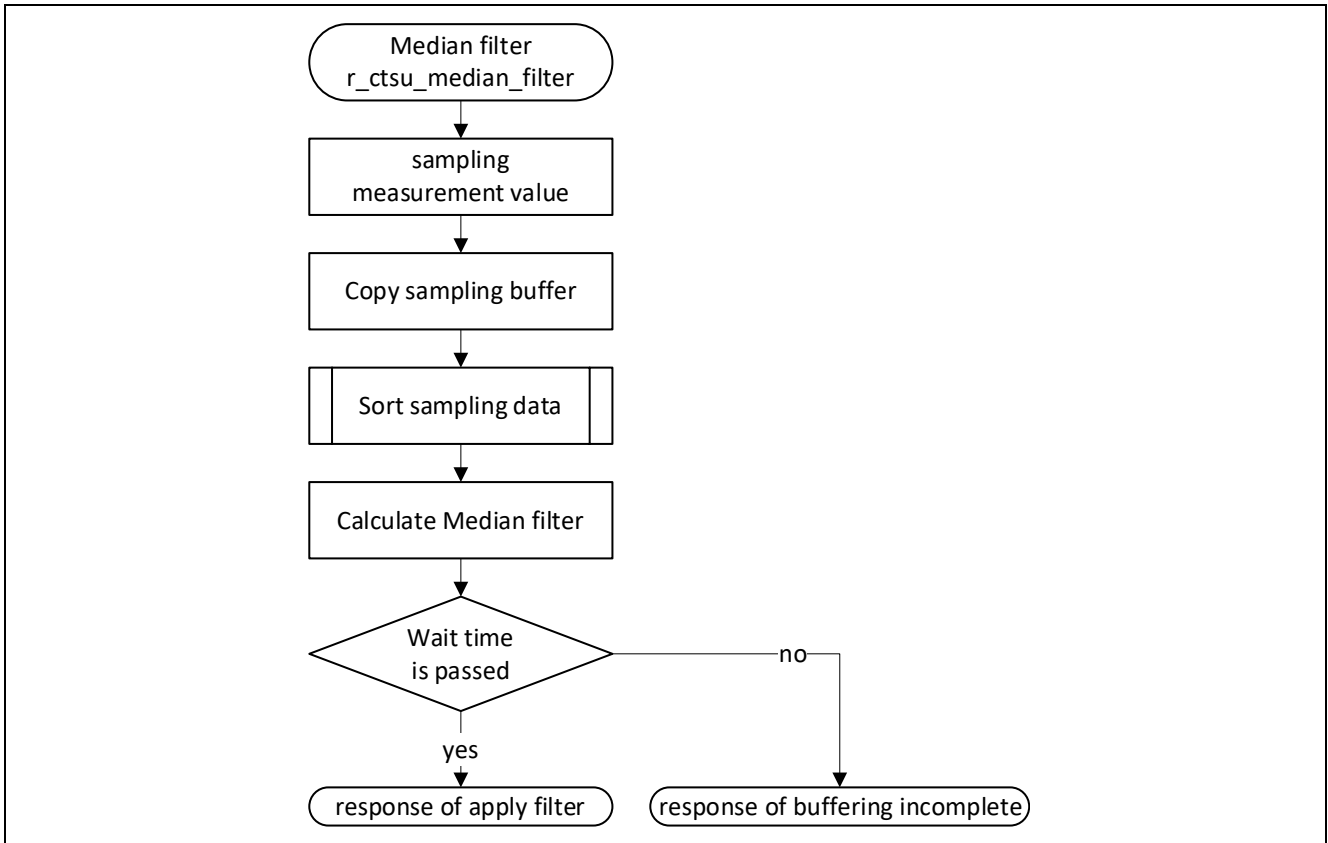 Median filter
r_ctsu_median_filter
sampling
measurement value
Copy sampling buffer
Sort sampling data
Calculate Median filter
Wait time
is passed
no
yes
response of apply filter
response of buffering incomplete